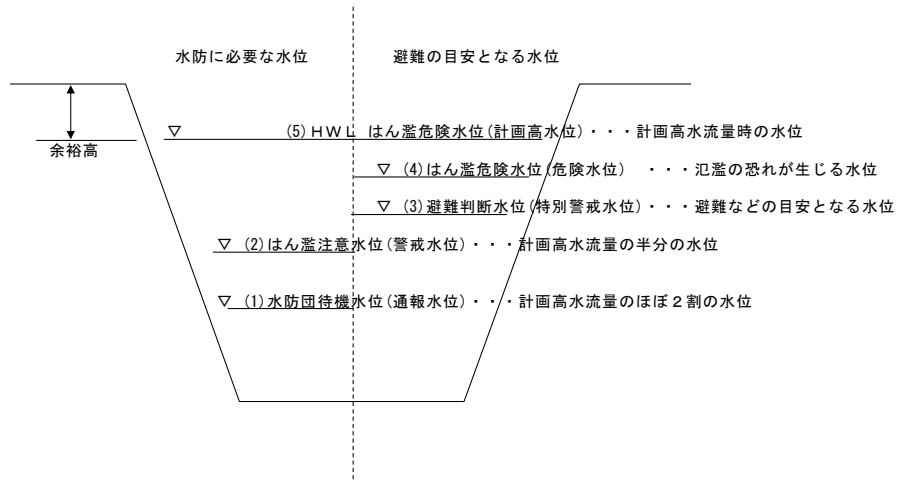 水防に必要な水位
避難の目安となる水位
▽ (5)ＨＷＬ はん濫危険水位(計画高水位)・・・計画高水流量時の水位
余裕高
▽ (4)はん濫危険水位(危険水位) ・・・氾濫の恐れが生じる水位
▽ (3)避難判断水位(特別警戒水位)・・・避難などの目安となる水位
▽ (2)はん濫注意水位(警戒水位)・・・計画高水流量の半分の水位
▽ (1)水防団待機水位(通報水位)・・・計画高水流量のほぼ２割の水位